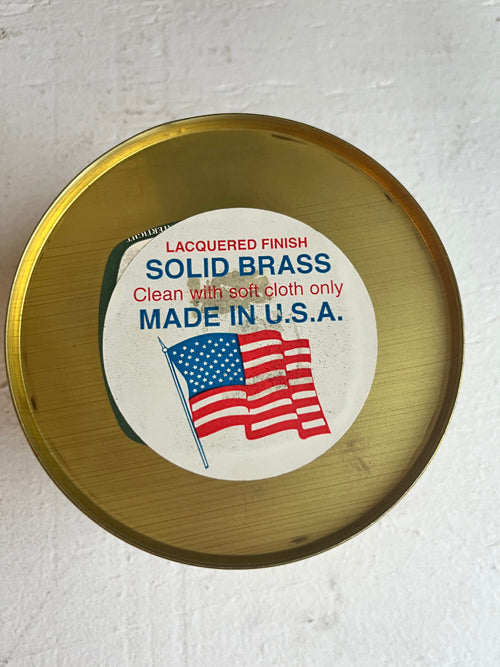 LACQUERED FINISH
SOLID BRASS
Clean with soft cloth only
MADE IN U.S.A.